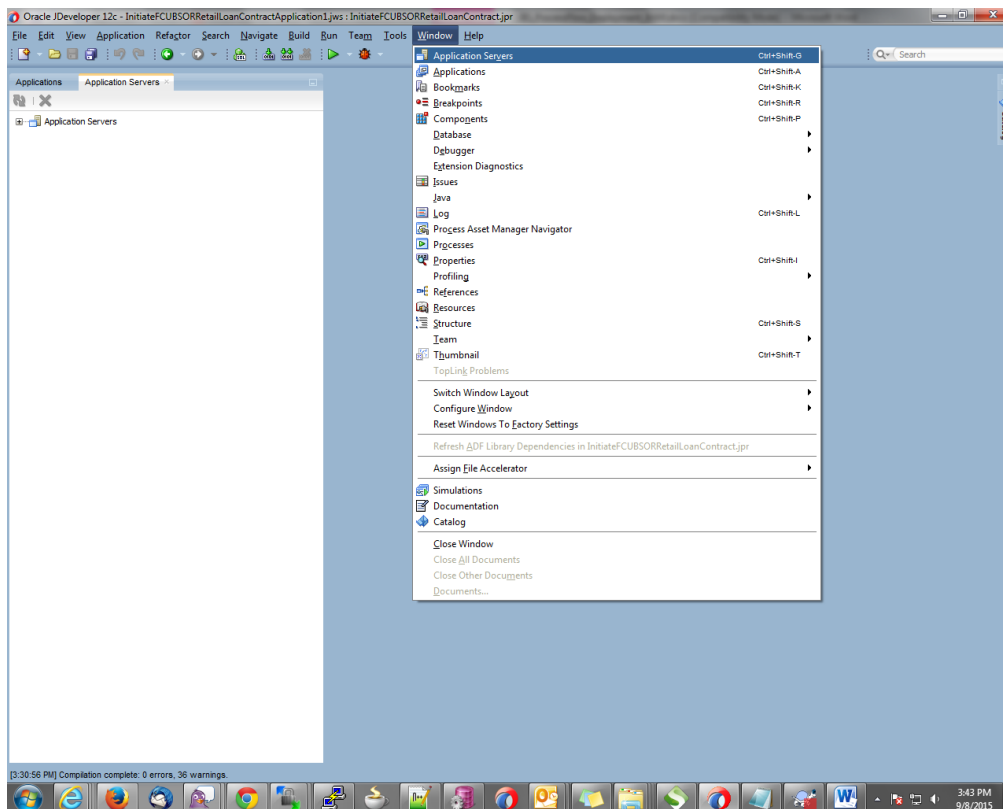 Oracle JDeveloper 12c - InitiateFCUBSORRetailLoanContractApplication1.jws : InitiateFCUBSORRetailLoanContract.jpr
File Edit View Application Refactor Search Navigate Build Run Team Tools Window Help
Search
Applications Application Servers
Application Servers
Application Servers Ctrl+Shift-G
Applications Ctrl+Shift-A
Bookmarks Ctrl+Shift-K
Breakpoints Ctrl+Shift-R
Components Ctrl+Shift-P
Database
Debugger
Extension Diagnostics
Issues
Java
Log Ctrl+Shift-L
Process Asset Manager Navigator
Processes
Properties Ctrl+Shift-I
Profiling
References
Resources
Structure Ctrl+Shift-S
Team
Thumbnail Ctrl+Shift-T
TopLink Problems
Switch Window Layout
Configure Window
Reset Windows To Factory Settings
Refresh ADF Library Dependencies in InitiateFCUBSORRetailLoanContract.jpr
Assign File Accelerator
Simulations
Documentation
Catalog
Close Window
Close All Documents
Close Other Documents
Documents...
[3:30:56 PM] Compilation complete: 0 errors, 36 warnings.
3:43 PM
9/8/2015